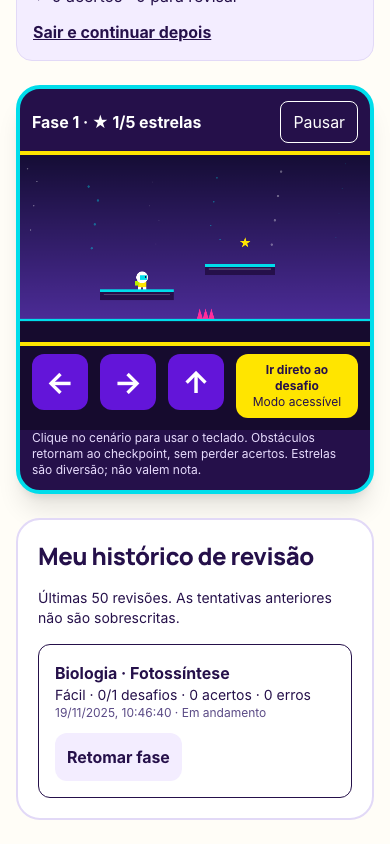 Sair e continuar depois
Fase 1 · ★ 1/5 estrelas
Pausar
Ir direto ao
desafio
Modo acessível
Clique no cenário para usar o teclado. Obstáculos
retornam ao checkpoint, sem perder acertos. Estrelas
são diversão; não valem nota.
Meu histórico de revisão
Últimas 50 revisões. As tentativas anteriores
não são sobrescritas.
Biologia · Fotossíntese
Fácil · 0/1 desafios · 0 acertos · 0 erros
19/11/2025, 10:46:40 · Em andamento
Retomar fase